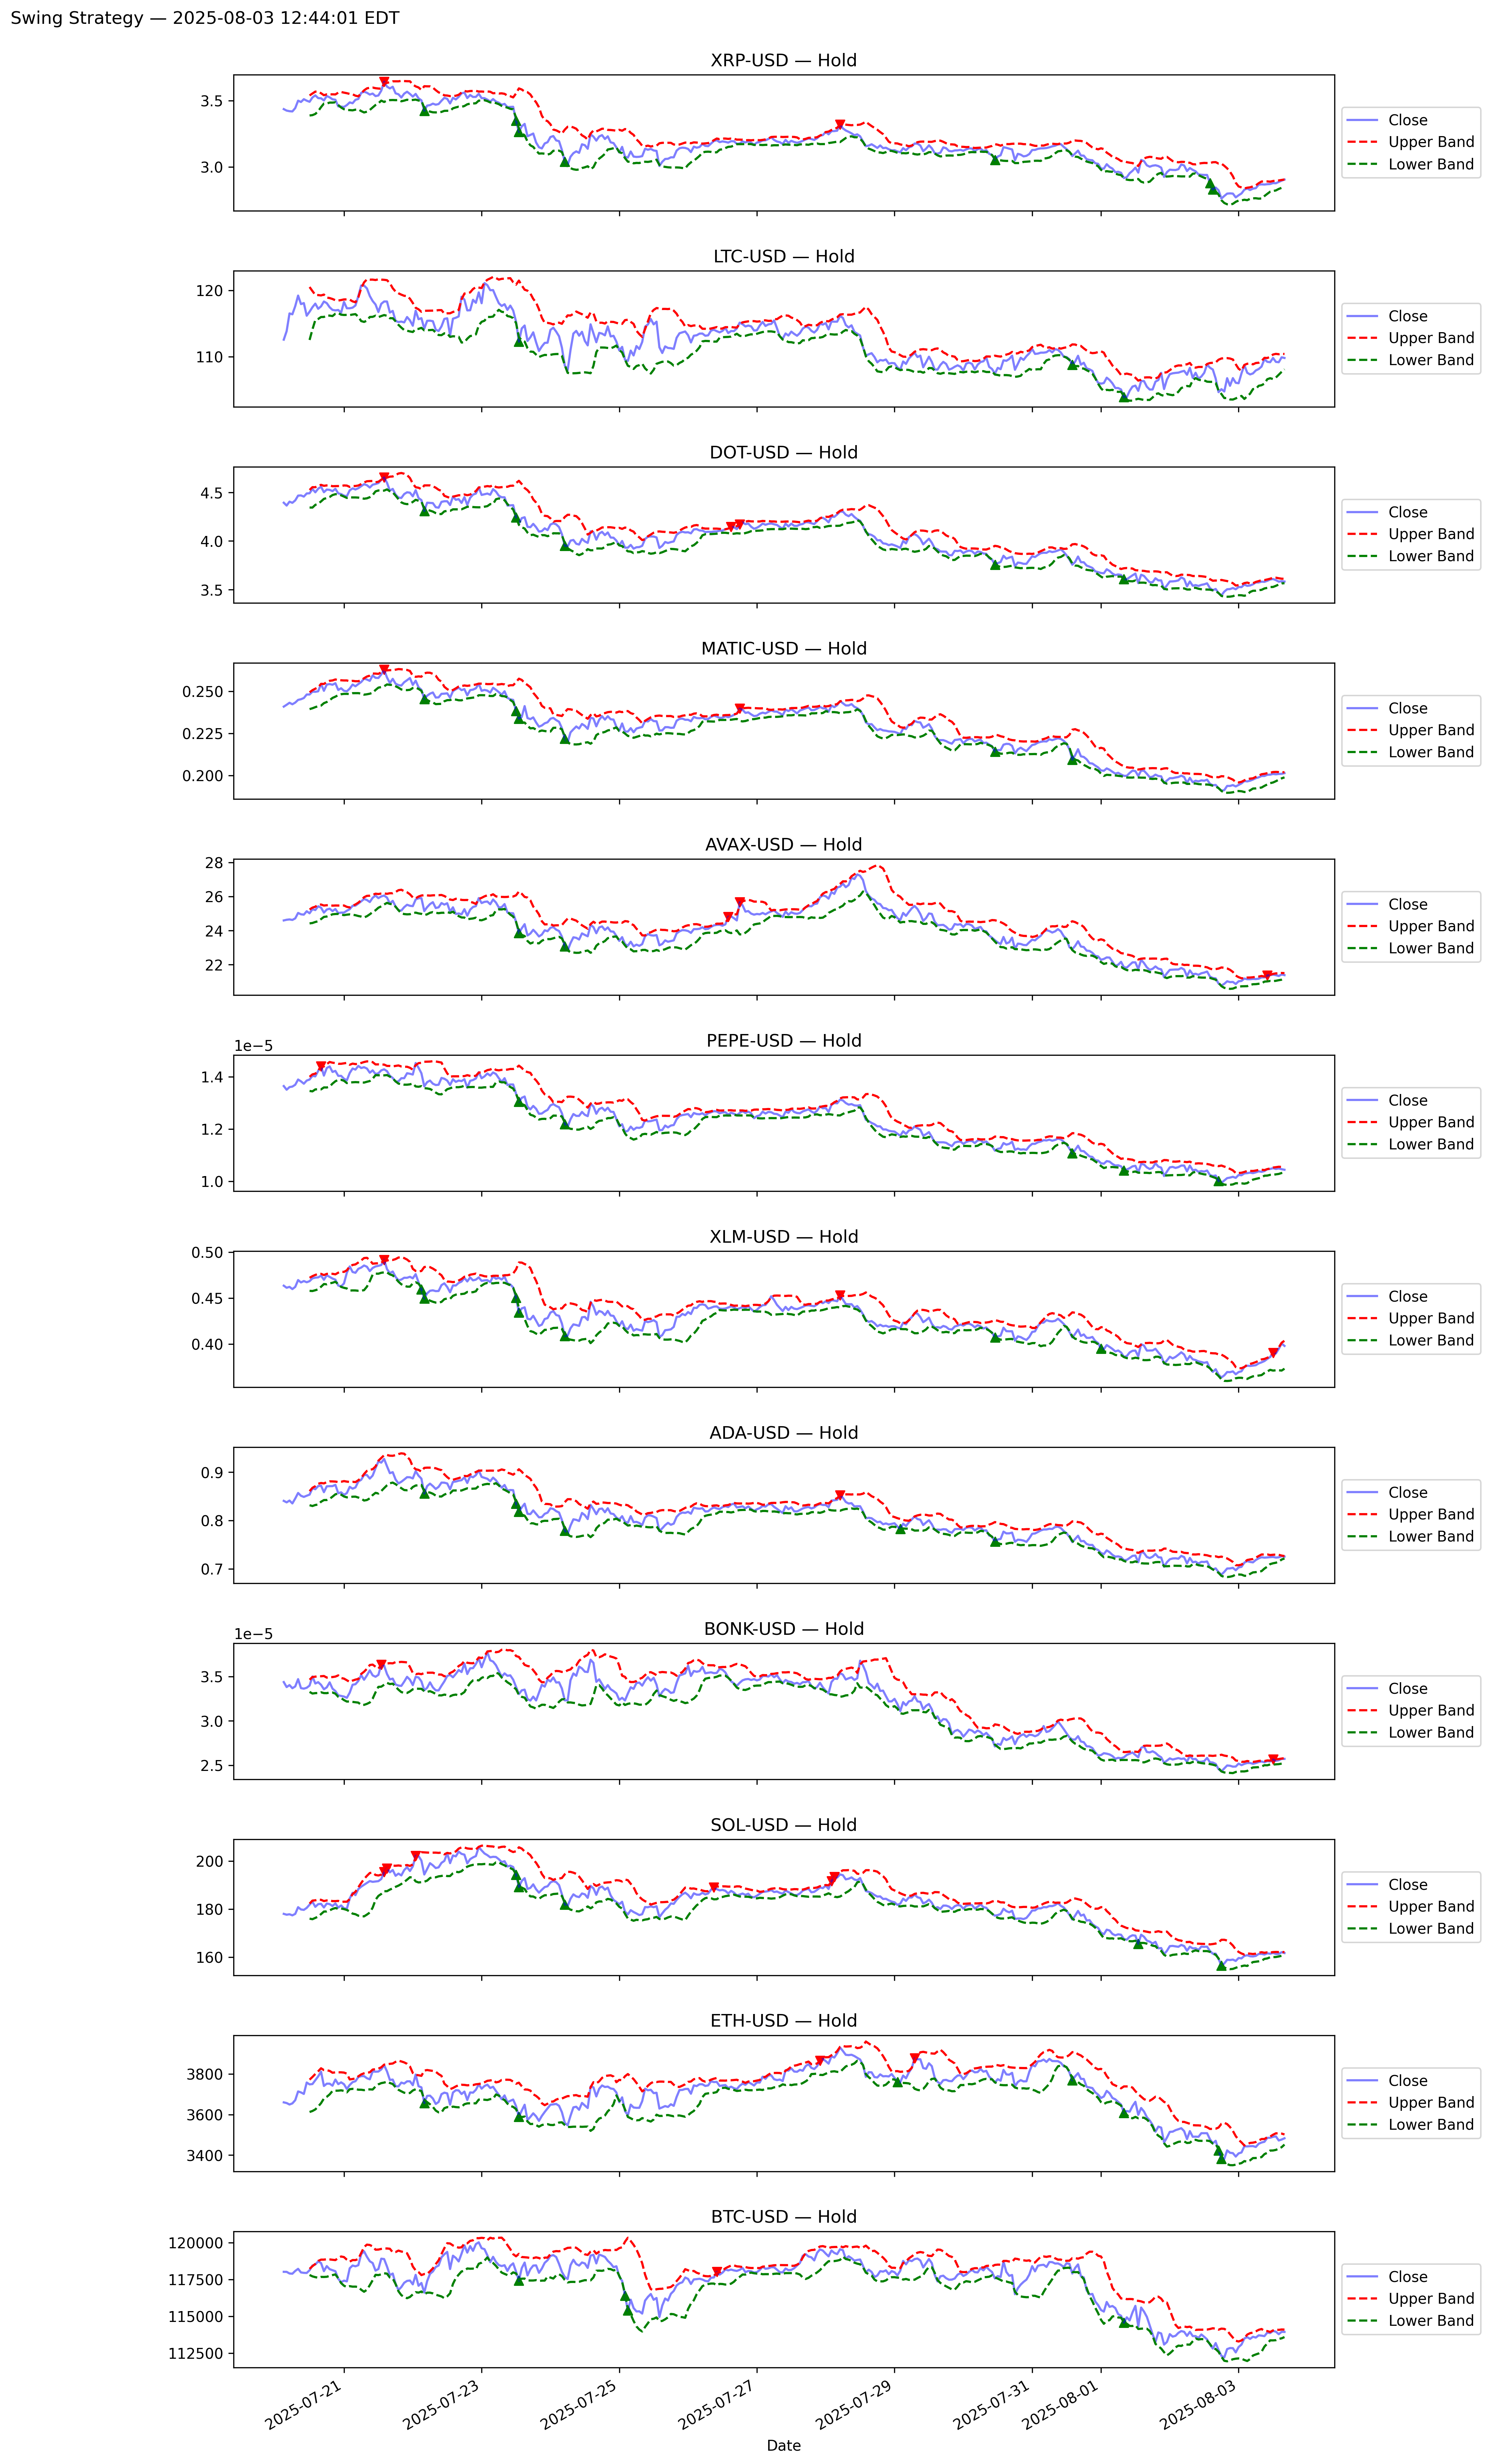 Swing Strategy — 2025-08-03 12:44:01 EDT
XRP-USD — Hold
3.5
3.0
Close
Upper Band
Lower Band
LTC-USD — Hold
120
110
Close
Upper Band
Lower Band
DOT-USD — Hold
4.5
4.0
3.5
Close
Upper Band
Lower Band
MATIC-USD — Hold
0.250
0.225
0.200
Close
Upper Band
Lower Band
AVAX-USD — Hold
28
26
24
22
Close
Upper Band
Lower Band
PEPE-USD — Hold
1e−5
1.4
1.2
1.0
Close
Upper Band
Lower Band
XLM-USD — Hold
0.50
0.45
0.40
Close
Upper Band
Lower Band
ADA-USD — Hold
0.9
0.8
0.7
Close
Upper Band
Lower Band
BONK-USD — Hold
1e−5
3.5
3.0
2.5
Close
Upper Band
Lower Band
SOL-USD — Hold
200
180
160
Close
Upper Band
Lower Band
ETH-USD — Hold
3800
3600
3400
Close
Upper Band
Lower Band
BTC-USD — Hold
120000
117500
115000
112500
Close
Upper Band
Lower Band
2025-07-21
2025-07-23
2025-07-25
2025-07-27
2025-07-29
2025-07-31
2025-08-01
2025-08-03
Date